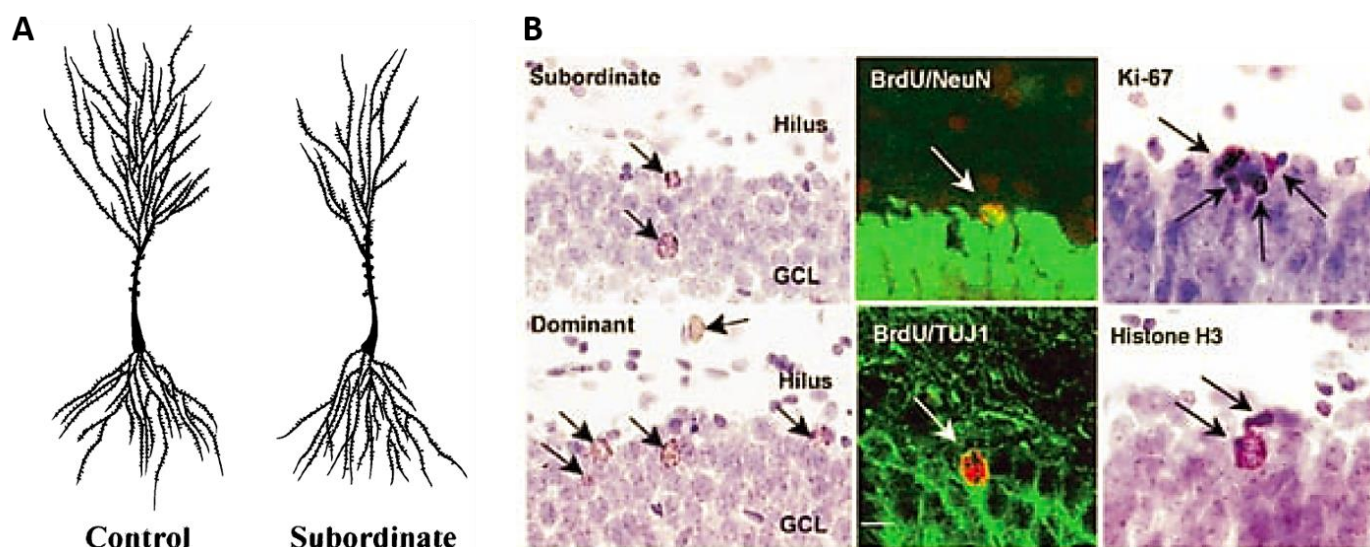 A
Control
Subordinate
B
Subordinate
Hilus
GCL
BrdU/NeuN
Ki-67
Dominant
Hilus
GCL
BrdU/TUJ1
Histone H3